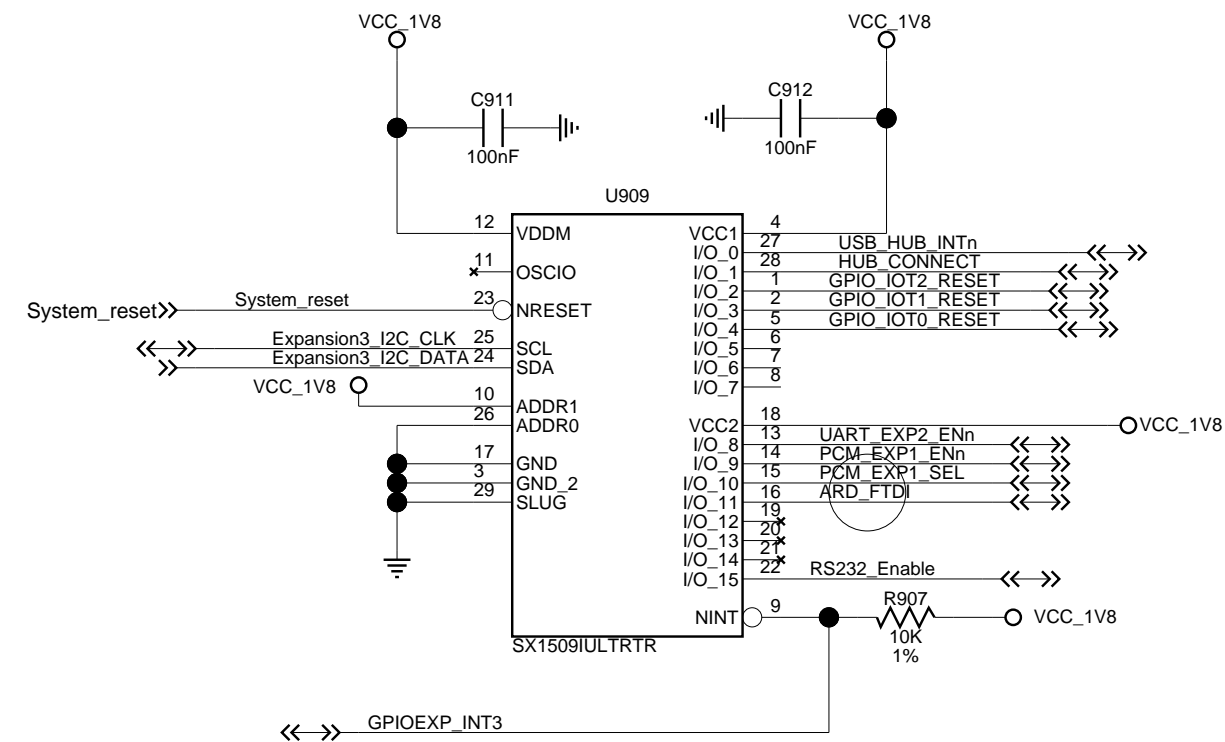 VCC_1V8
VCC_1V8
C911
100nF
C912
100nF
U909
12 VDDM
11 OSCIO
System_reset System_reset 23 NRESET
Expansion3_I2C_CLK 25 SCL
Expansion3_I2C_DATA 24 SDA
VCC_1V8 10 ADDR1
26 ADDR0
17 GND
3 GND_2
29 SLUG
VCC1 4
I/O_0 27 USB_HUB_INTn
I/O_1 28 HUB_CONNECT
I/O_2 1 GPIO_IOT2_RESET
I/O_3 2 GPIO_IOT1_RESET
I/O_4 5 GPIO_IOT0_RESET
I/O_5 6
I/O_6 7
I/O_7 8
VCC2 18 VCC_1V8
I/O_8 13 UART_EXP2_ENn
I/O_9 14 PCM_EXP1_ENn
I/O_10 15 PCM_EXP1_SEL
I/O_11 16 ARD_FTDI
I/O_12 19
I/O_13 20
I/O_14 21
I/O_15 22 RS232_Enable
NINT 9
R907
10K
1%
VCC_1V8
SX1509IULTRTR
GPIOEXP_INT3